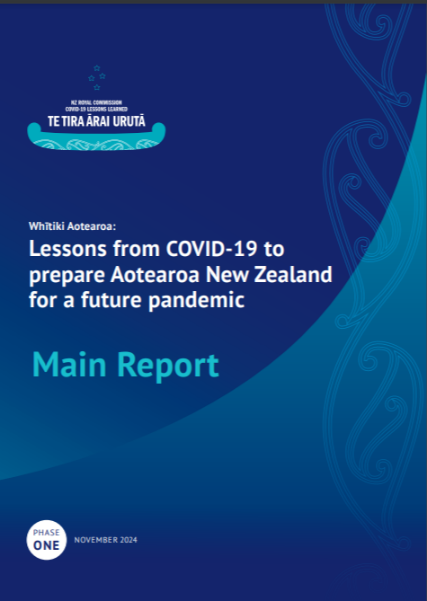 NZ ROYAL COMMISSION
COVID-19 LESSONS LEARNED
TE TIRA ĀRAI URUTĀ
Whītiki Aotearoa:
Lessons from COVID-19 to
prepare Aotearoa New Zealand
for a future pandemic
Main Report
PHASE
ONE
NOVEMBER 2024